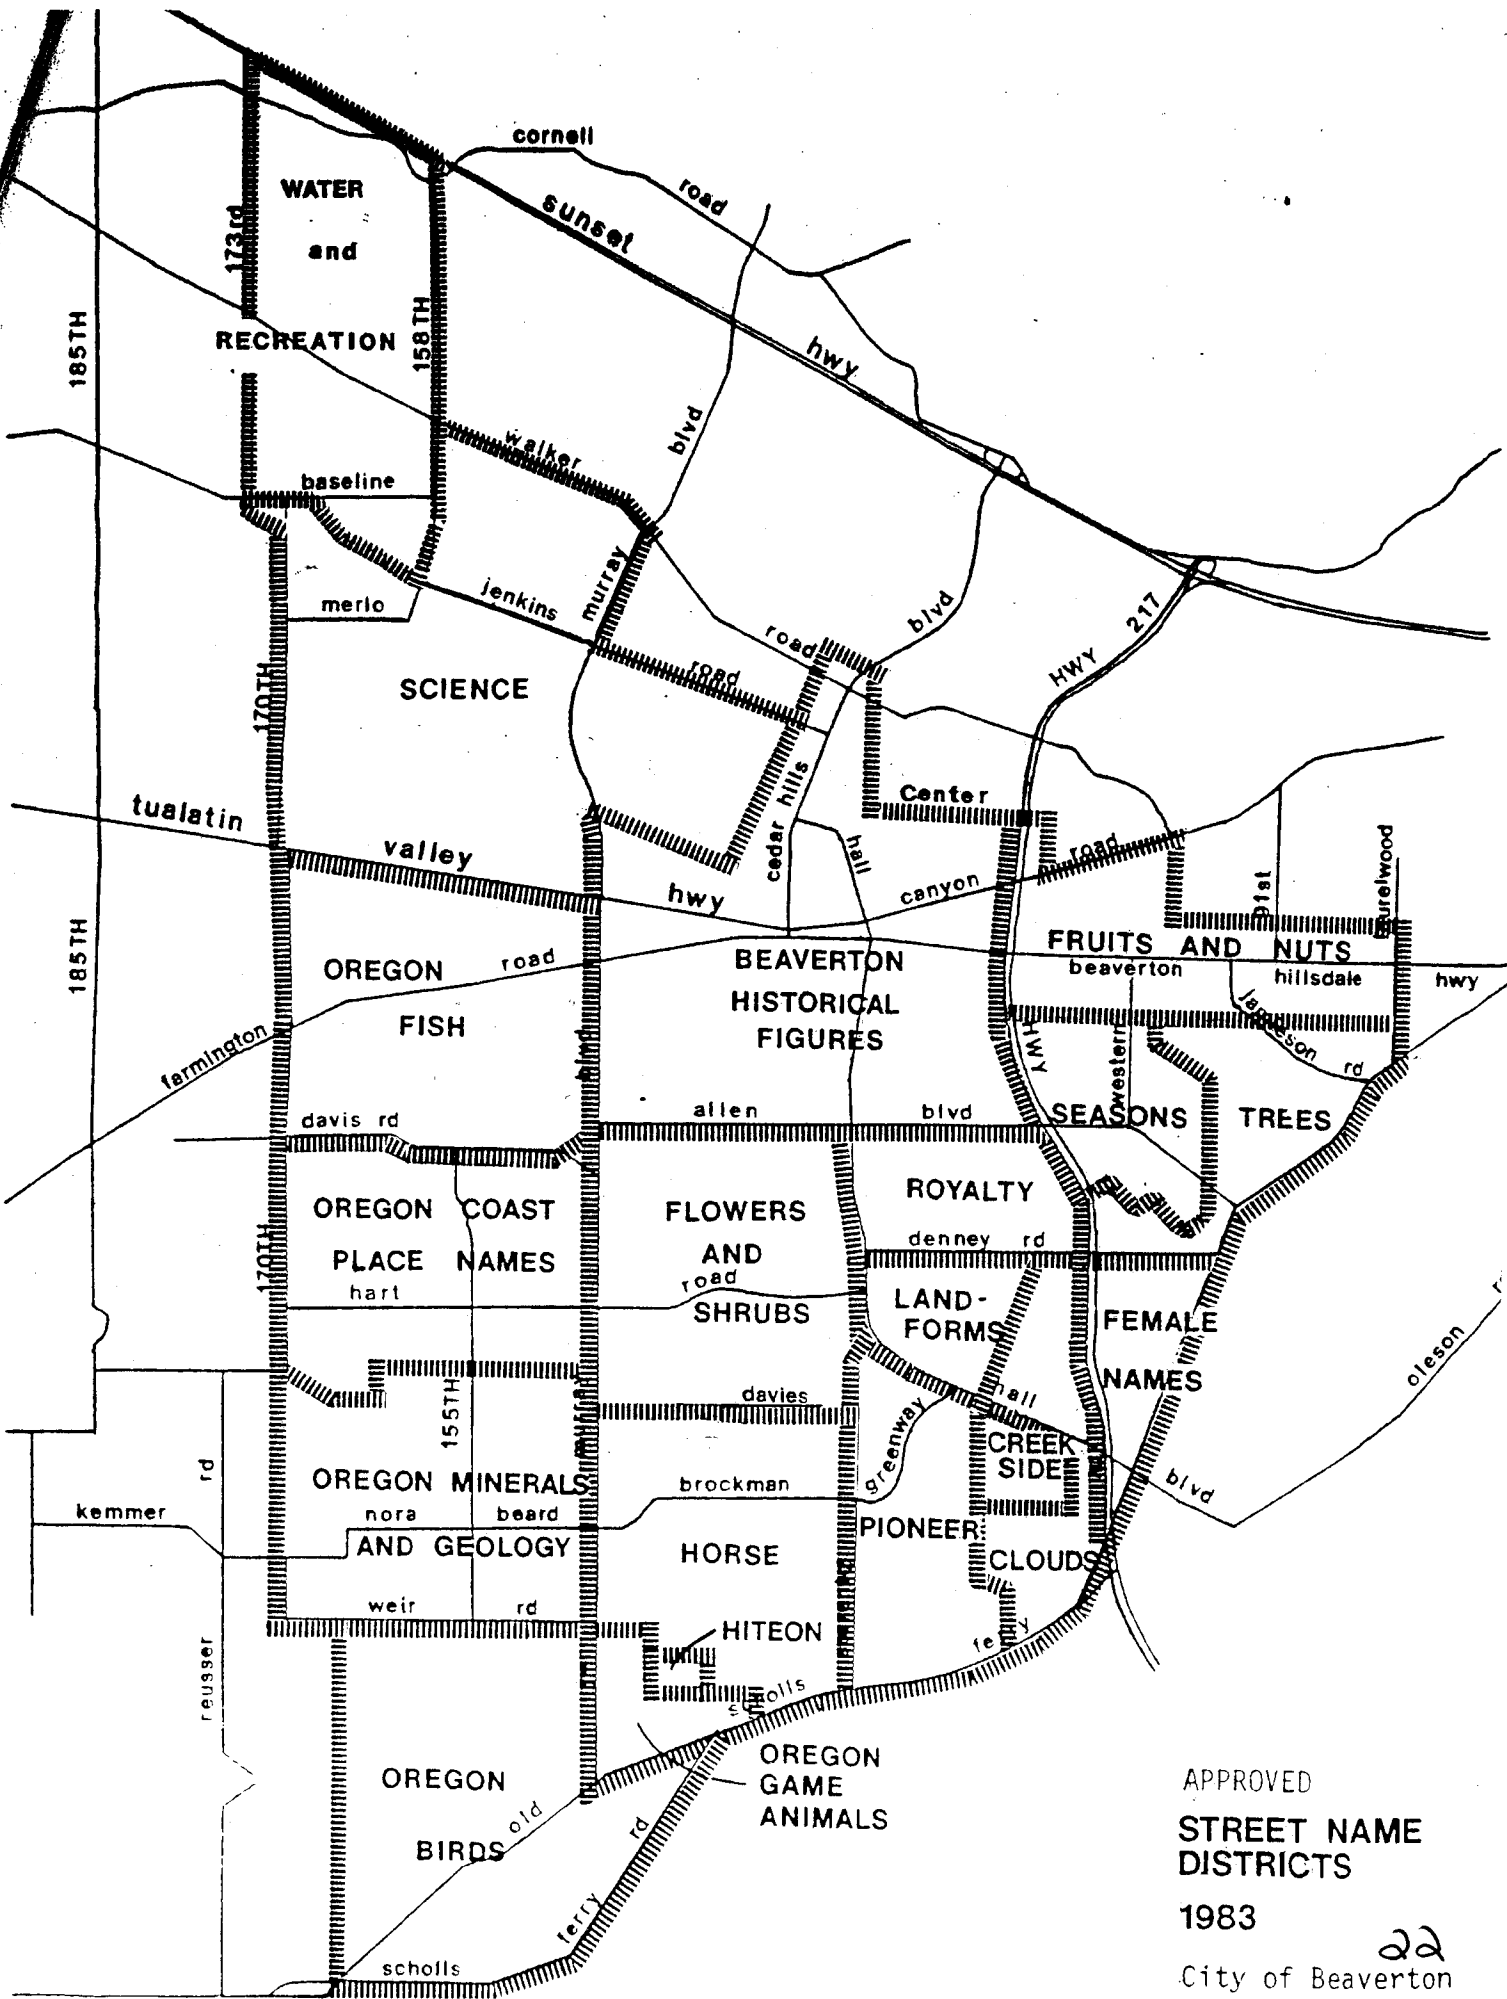 cornell
road
sunset
hwy
WATER
and
RECREATION
173rd
158TH
185TH
blvd
walker
baseline
jenkins
murray
merlo
road
road
blvd
217
HWY
170TH
SCIENCE
cedar hills
Center
hall
tualatin
valley
hwy
canyon
road
91st
185TH
FRUITS AND NUTS
beaverton
hillsdale
hwy
OREGON
FISH
road
farmington
BEAVERTON
HISTORICAL
FIGURES
HWY
western
jameson
rd
blvd
davis rd
allen
blvd
SEASONS
TREES
OREGON COAST
PLACE NAMES
170TH
hart
FLOWERS
AND
SHRUBS
road
ROYALTY
denney rd
LAND-
FORMS
FEMALE
NAMES
oleson
155TH
murray
davies
hall
greenway
CREEK
SIDE
blvd
OREGON MINERALS
AND GEOLOGY
nora beard
brockman
kemmer
rd
reusser
PIONEER
CLOUDS
HORSE
weir rd
HITEON
scholls
ferry
OREGON
BIRDS
old
OREGON
GAME
ANIMALS
rd
ferry
scholls
APPROVED
STREET NAME
DISTRICTS
1983
22
City of Beaverton